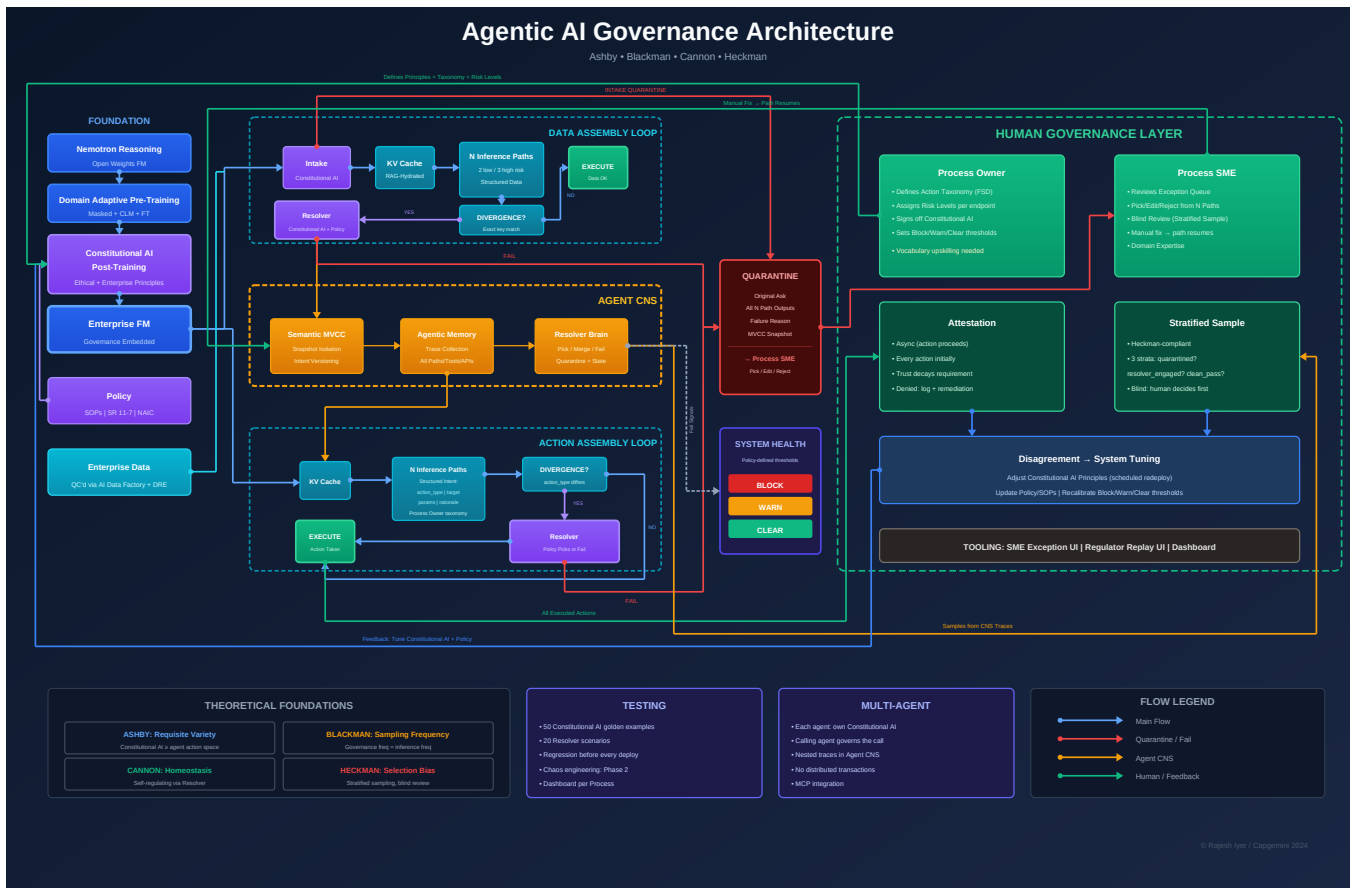 Agentic AI Governance Architecture
Ashby • Blackman • Cannon • Heckman
Defines Principles + Taxonomy + Risk Levels
INTAKE QUARANTINE
Manual Fix → Path Resumes
FOUNDATION
Nemotron Reasoning
Open Weights FM
Domain Adaptive Pre-Training
Masked + CLM + FT
Constitutional AI
Post-Training
Ethical + Enterprise Principles
Enterprise FM
Governance Embedded
Policy
SOPs | SR 11-7 | NAIC
Enterprise Data
QC'd via AI Data Factory + DRE
DATA ASSEMBLY LOOP
Intake
Constitutional AI
KV Cache
RAG-Hydrated
N Inference Paths
2 low / 3 high risk
Structured Data
EXECUTE
Data OK
NO
Resolver
Constitutional AI + Policy
YES
DIVERGENCE?
Exact key match
FAIL
AGENT CNS
Semantic MVCC
Snapshot Isolation
Intent Versioning
Agentic Memory
Trace Collection
All Paths/Tools/APIs
Resolver Brain
Pick / Merge / Fail
Quarantine + State
ACTION ASSEMBLY LOOP
KV Cache
N Inference Paths
Structured Intent:
action_type | target
params | rationale
Process Owner taxonomy
DIVERGENCE?
action_type differs
YES
NO
EXECUTE
Action Taken
Resolver
Policy Picks or Fail
FAIL
All Executed Actions
Feedback: Tune Constitutional AI + Policy
Samples from CNS Traces
QUARANTINE
Original Ask
All N Path Outputs
Failure Reason
MVCC Snapshot
→ Process SME
Pick / Edit / Reject
SYSTEM HEALTH
Policy-defined thresholds
BLOCK
WARN
CLEAR
HUMAN GOVERNANCE LAYER
Process Owner
• Defines Action Taxonomy (FSD)
• Assigns Risk Levels per endpoint
• Signs off Constitutional AI
• Sets Block/Warn/Clear thresholds
• Vocabulary upskilling needed
Process SME
• Reviews Exception Queue
• Pick/Edit/Reject from N Paths
• Blind Review (Stratified Sample)
• Manual fix → path resumes
• Domain Expertise
Attestation
• Async (action proceeds)
• Every action initially
• Trust decays requirement
• Denied: log + remediation
Stratified Sample
• Heckman-compliant
• 3 strata: quarantined?
resolver_engaged? clean_pass?
• Blind: human decides first
Disagreement → System Tuning
Adjust Constitutional AI Principles (scheduled redeploy)
Update Policy/SOPs | Recalibrate Block/Warn/Clear thresholds
TOOLING: SME Exception UI | Regulator Replay UI | Dashboard
THEORETICAL FOUNDATIONS
ASHBY: Requisite Variety
Constitutional AI ≥ agent action space
BLACKMAN: Sampling Frequency
Governance freq = inference freq
CANNON: Homeostasis
Self-regulating via Resolver
HECKMAN: Selection Bias
Stratified sampling, blind review
TESTING
• 50 Constitutional AI golden examples
• 20 Resolver scenarios
• Regression before every deploy
• Chaos engineering: Phase 2
• Dashboard per Process
MULTI-AGENT
• Each agent: own Constitutional AI
• Calling agent governs the call
• Nested traces in Agent CNS
• No distributed transactions
• MCP integration
FLOW LEGEND
Main Flow
Quarantine / Fail
Agent CNS
Human / Feedback
© Rajesh Iyer / Capgemini 2024